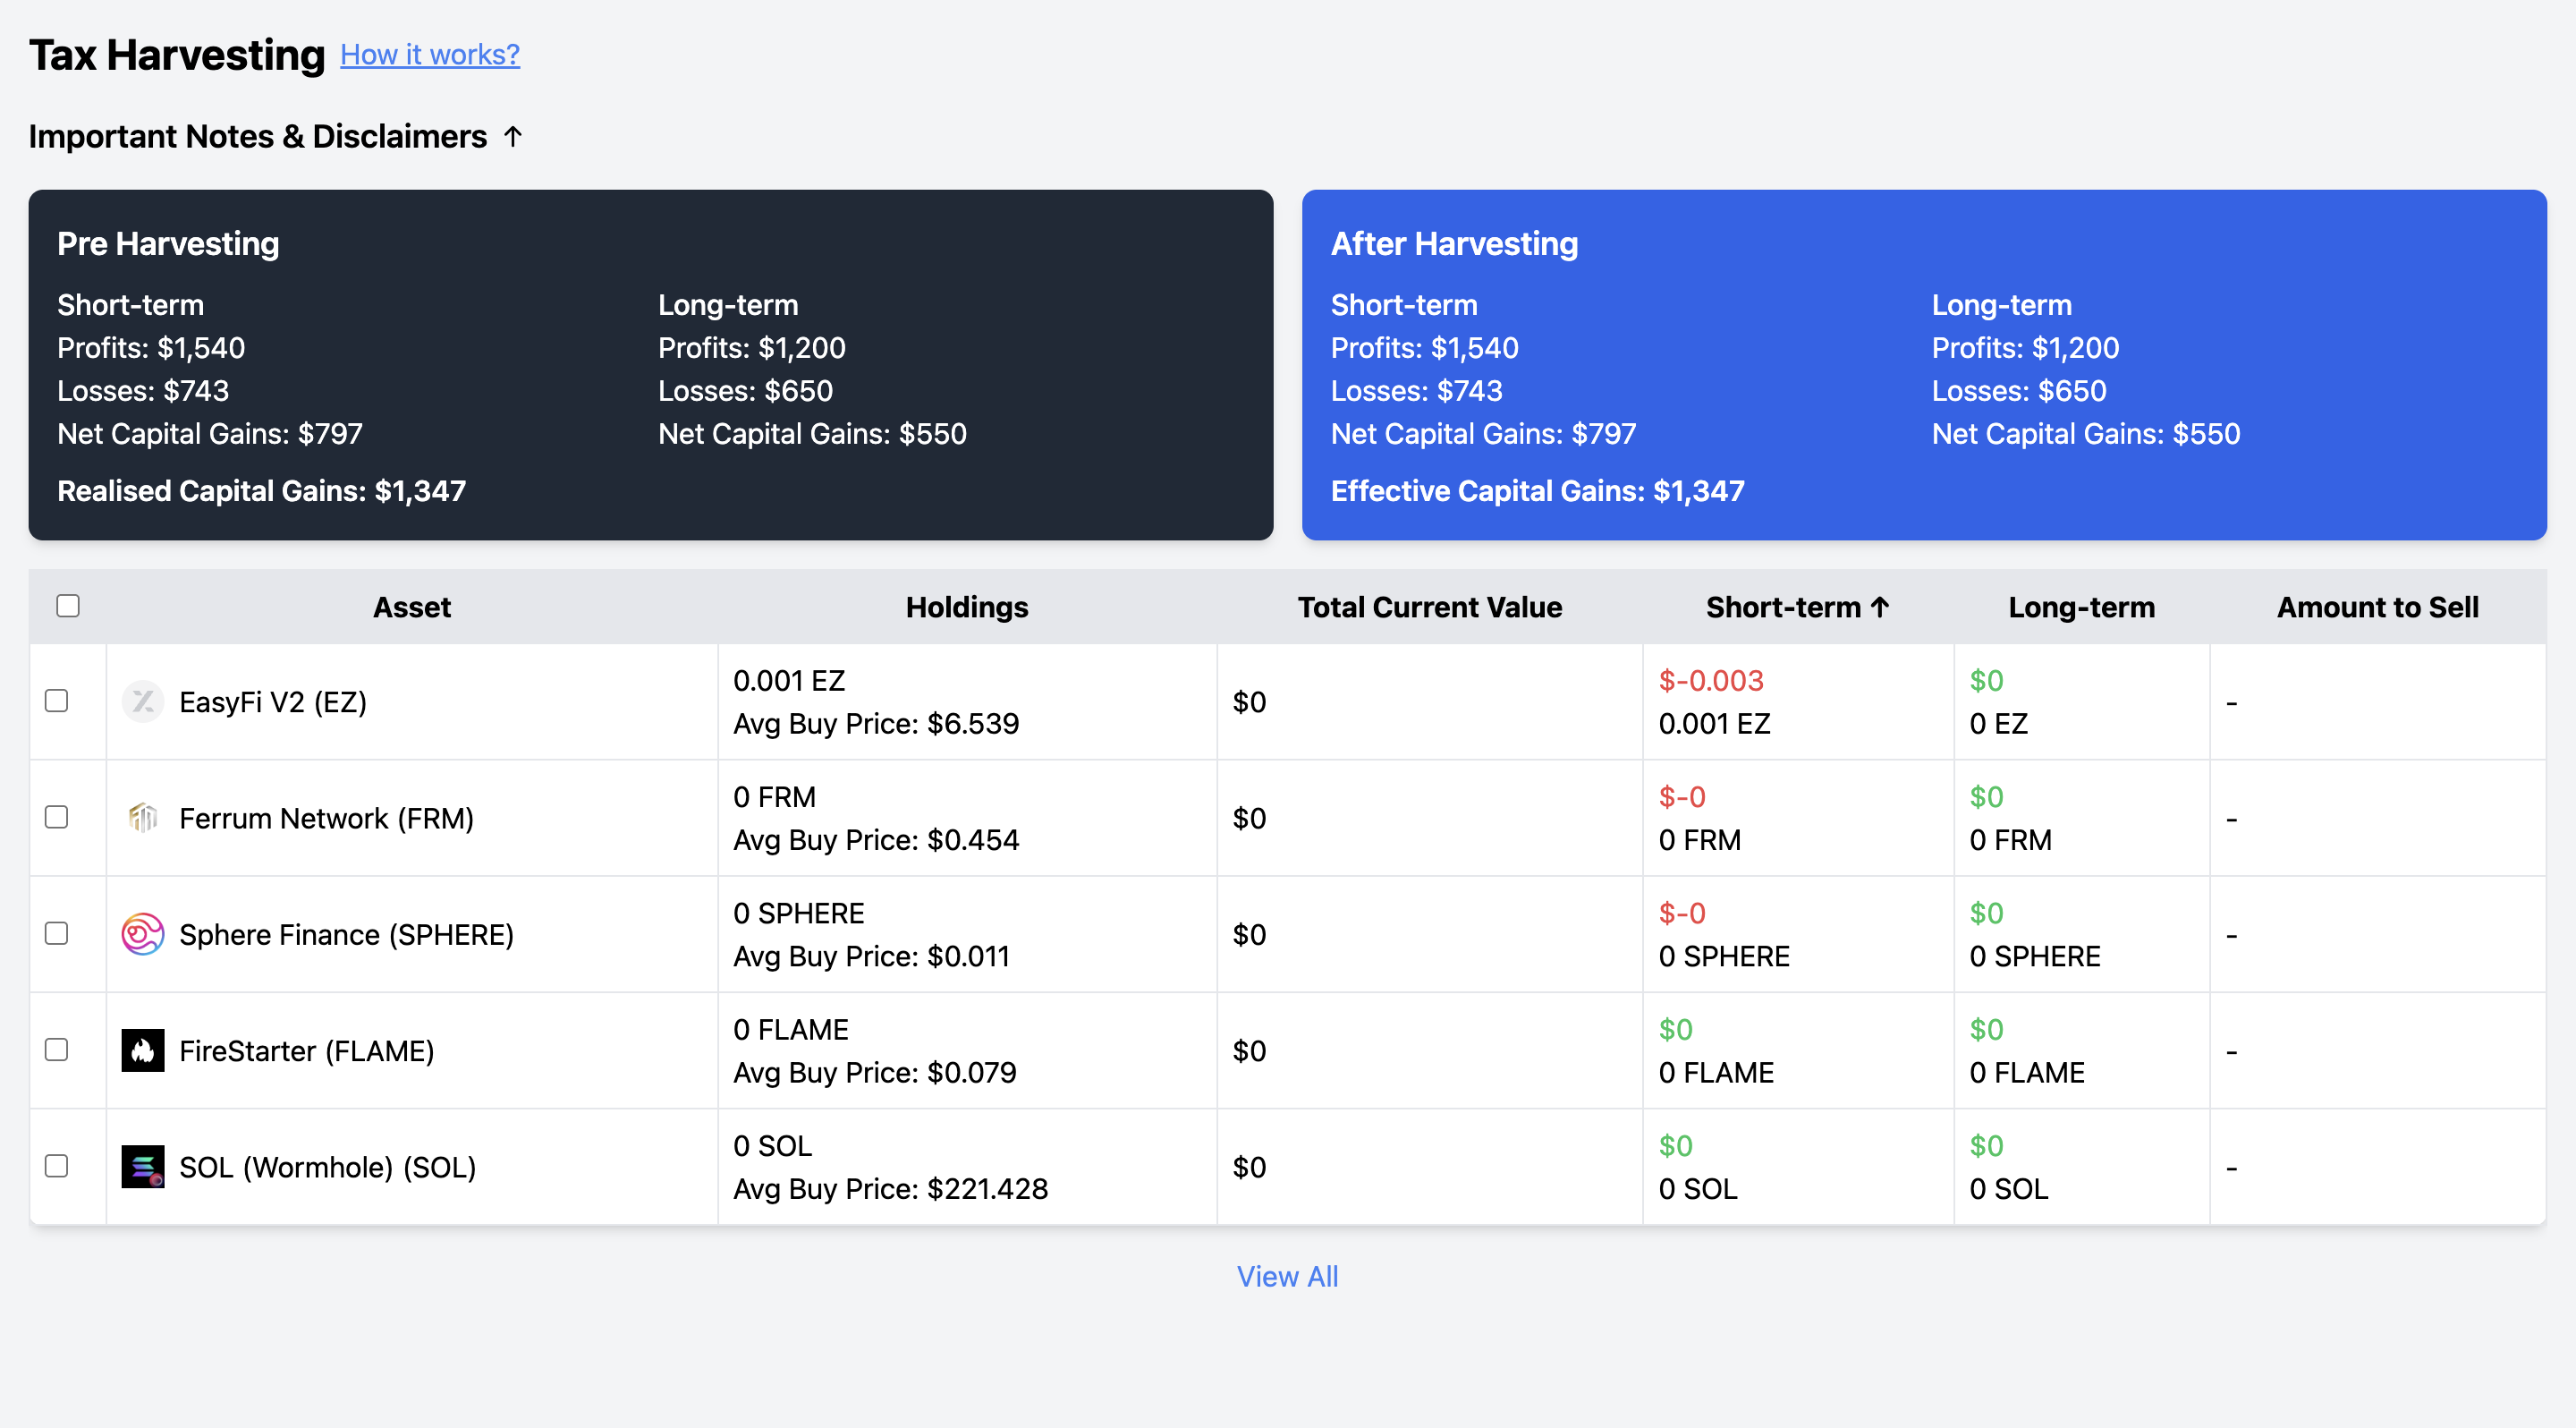 Tax Harvesting How it works?
Important Notes & Disclaimers ↑
Pre Harvesting
Short-term
Profits: $1,540
Losses: $743
Net Capital Gains: $797
Long-term
Profits: $1,200
Losses: $650
Net Capital Gains: $550
Realised Capital Gains: $1,347
After Harvesting
Short-term
Profits: $1,540
Losses: $743
Net Capital Gains: $797
Long-term
Profits: $1,200
Losses: $650
Net Capital Gains: $550
Effective Capital Gains: $1,347
Asset Holdings Total Current Value Short-term ↑ Long-term Amount to Sell
EasyFi V2 (EZ)
0.001 EZ
Avg Buy Price: $6.539
$0
$-0.003
0.001 EZ
$0
0 EZ
-
Ferrum Network (FRM)
0 FRM
Avg Buy Price: $0.454
$0
$-0
0 FRM
$0
0 FRM
-
Sphere Finance (SPHERE)
0 SPHERE
Avg Buy Price: $0.011
$0
$-0
0 SPHERE
$0
0 SPHERE
-
FireStarter (FLAME)
0 FLAME
Avg Buy Price: $0.079
$0
$0
0 FLAME
$0
0 FLAME
-
SOL (Wormhole) (SOL)
0 SOL
Avg Buy Price: $221.428
$0
$0
0 SOL
$0
0 SOL
-
View All